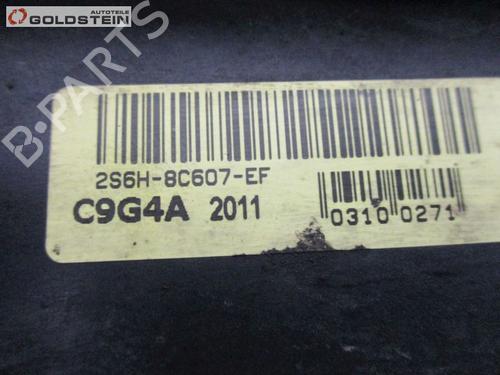 Autoteile
GOLDSTEIN
B-PARTS
2S6H-8C607-EF
C9G4A 2011
0310 0271